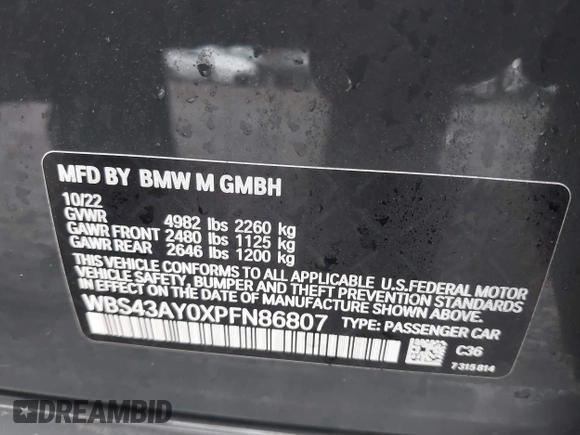 MFD BY BMW M GMBH
10/22
GVWR 4982 lbs 2260 kg
GAWR FRONT 2480 lbs 1125 kg
GAWR REAR 2646 lbs 1200 kg
THIS VEHICLE CONFORMS TO ALL APPLICABLE U.S.FEDERAL MOTOR
VEHICLE SAFETY, BUMPER AND THEFT PREVENTION STANDARDS
IN EFFECT ON THE DATE OF MANUFACTURE SHOWN ABOVE.
WBS43AY0XPFN86807 TYPE: PASSENGER CAR
C36
7315814
DREAMBID